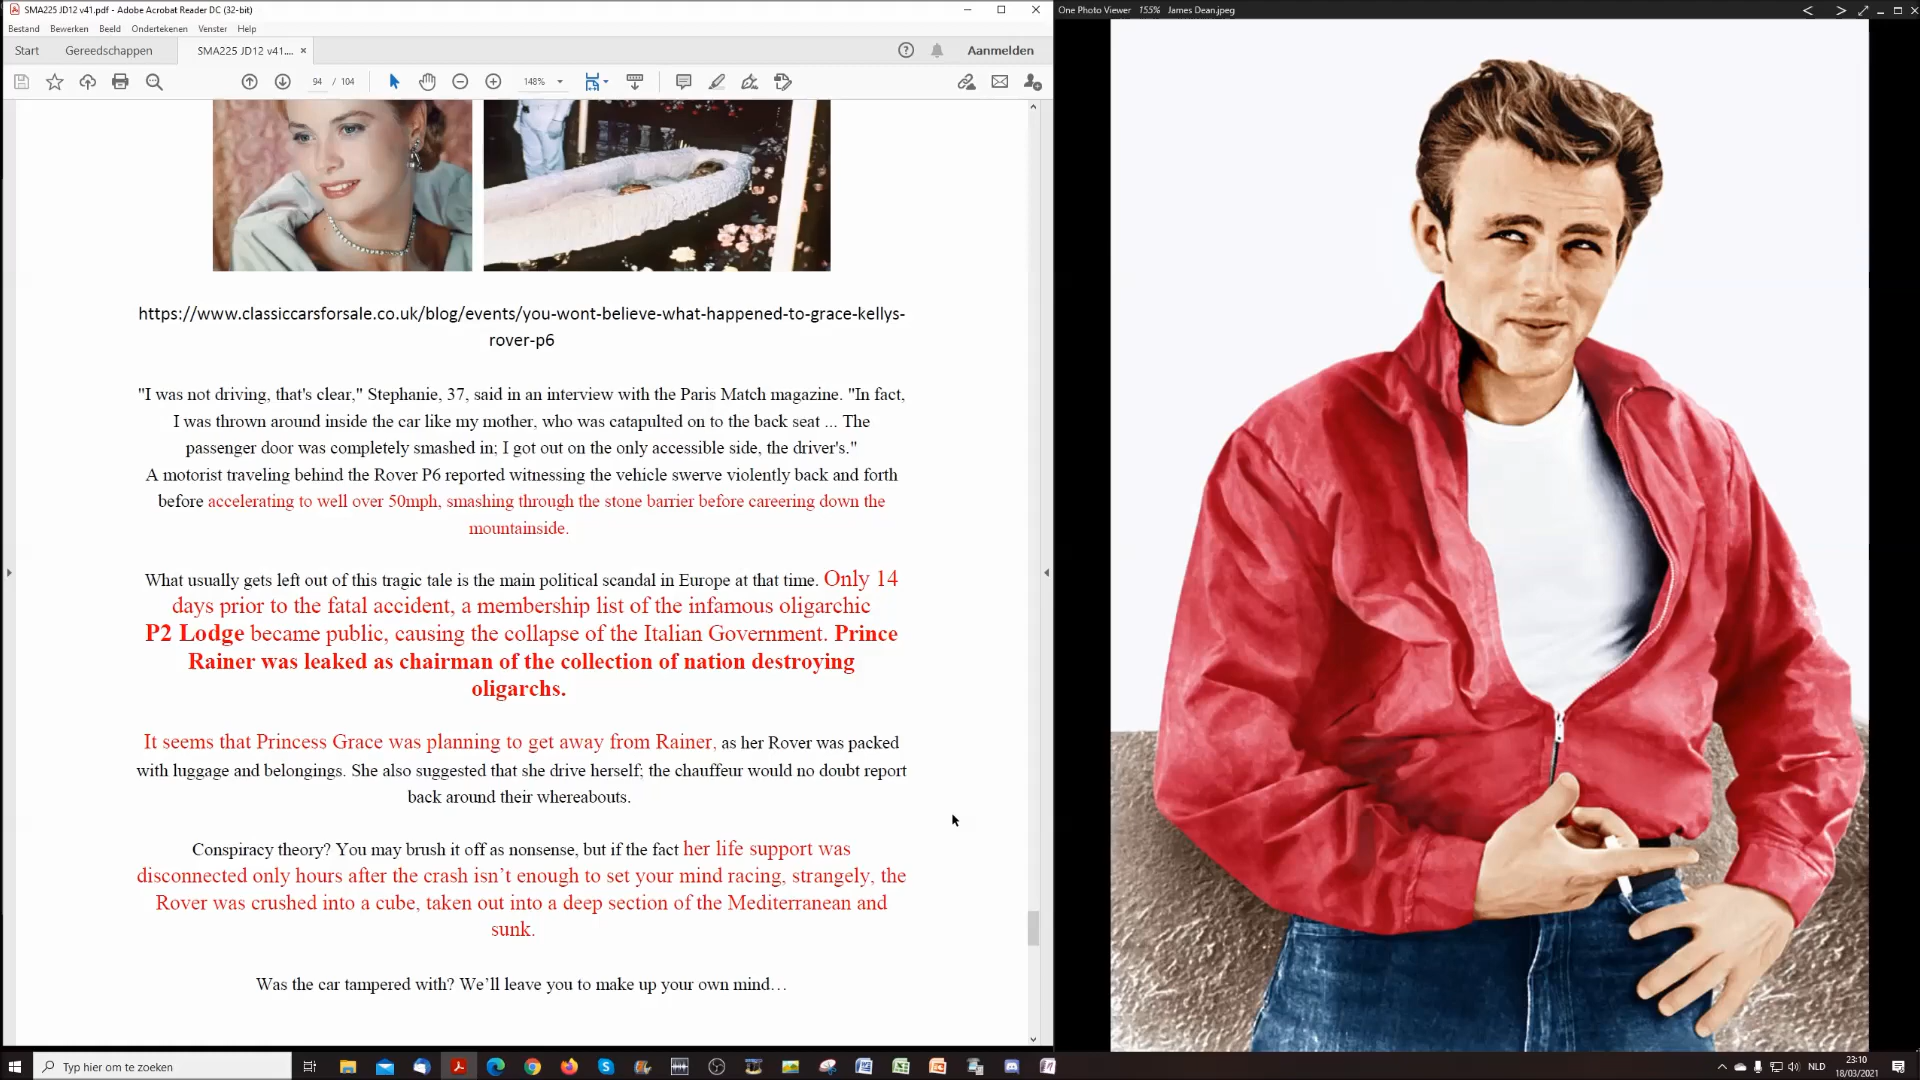 SMA225 JD12 v41.pdf - Adobe Acrobat Reader DC (32-bit)
Bestand Bewerken Beeld Ondertekenen Venster Help
Start Gereedschappen SMA225 JD12 v41.... × Aanmelden
94 / 104 148%
https://www.classiccarsforsale.co.uk/blog/events/you-wont-believe-what-happened-to-grace-kellys-
rover-p6
"I was not driving, that's clear," Stephanie, 37, said in an interview with the Paris Match magazine. "In fact,
I was thrown around inside the car like my mother, who was catapulted on to the back seat ... The
passenger door was completely smashed in; I got out on the only accessible side, the driver's."
A motorist traveling behind the Rover P6 reported witnessing the vehicle swerve violently back and forth
before accelerating to well over 50mph, smashing through the stone barrier before careering down the
mountainside.
What usually gets left out of this tragic tale is the main political scandal in Europe at that time. Only 14
days prior to the fatal accident, a membership list of the infamous oligarchic
P2 Lodge became public, causing the collapse of the Italian Government. Prince
Rainer was leaked as chairman of the collection of nation destroying
oligarchs.
It seems that Princess Grace was planning to get away from Rainer, as her Rover was packed
with luggage and belongings. She also suggested that she drive herself; the chauffeur would no doubt report
back around their whereabouts.
Conspiracy theory? You may brush it off as nonsense, but if the fact her life support was
disconnected only hours after the crash isn’t enough to set your mind racing, strangely, the
Rover was crushed into a cube, taken out into a deep section of the Mediterranean and
sunk.
Was the car tampered with? We’ll leave you to make up your own mind…
One Photo Viewer 155% James Dean.jpeg
Typ hier om te zoeken
NLD
23:10
18/03/2021